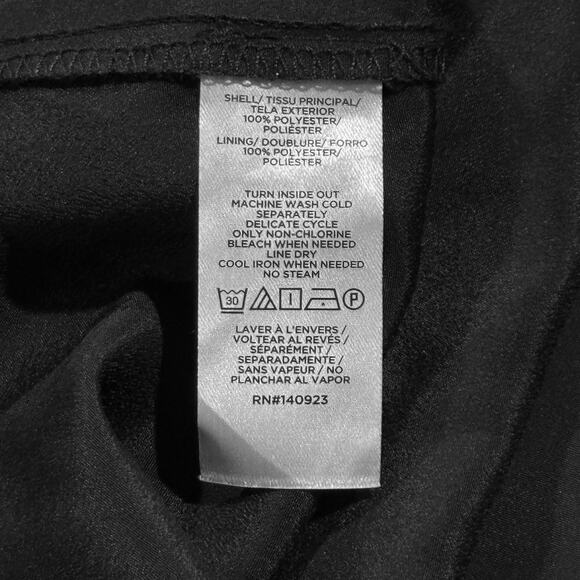 SHELL/ TISSU PRINCIPAL/
TELA EXTERIOR
100% POLYESTER/
POLIÉSTER
LINING/ DOUBLURE/ FORRO
100% POLYESTER/
POLIÉSTER
TURN INSIDE OUT
MACHINE WASH COLD
SEPARATELY
DELICATE CYCLE
ONLY NON-CHLORINE
BLEACH WHEN NEEDED
LINE DRY
COOL IRON WHEN NEEDED
NO STEAM
30 P
LAVER À L'ENVERS /
VOLTEAR AL REVÉS /
SÉPARÉMENT /
SEPARADAMENTE /
SANS VAPEUR / NO
PLANCHAR AL VAPOR
RN#140923